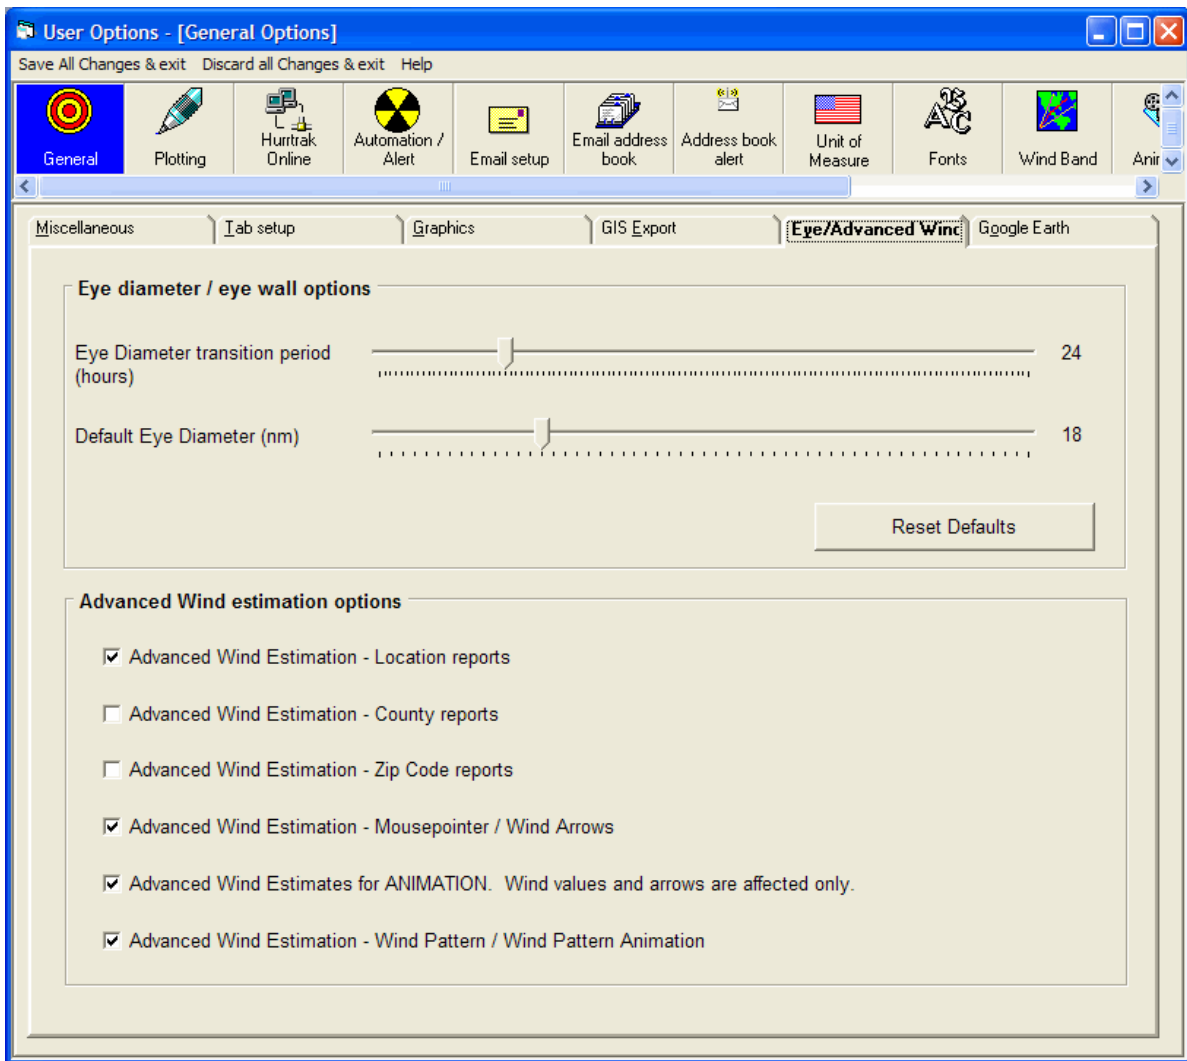 User Options - [General Options]
Save All Changes & exit Discard all Changes & exit Help
General
Plotting
Hurrtrak
Online
Automation /
Alert
Email setup
Email address
book
Address book
alert
Unit of
Measure
Fonts
Wind Band
Anir
Miscellaneous
Tab setup
Graphics
GIS Export
Eye/Advanced Winc
Google Earth
Eye diameter / eye wall options
Eye Diameter transition period
(hours)
24
Default Eye Diameter (nm)
18
Reset Defaults
Advanced Wind estimation options
Advanced Wind Estimation - Location reports
Advanced Wind Estimation - County reports
Advanced Wind Estimation - Zip Code reports
Advanced Wind Estimation - Mousepointer / Wind Arrows
Advanced Wind Estimates for ANIMATION. Wind values and arrows are affected only.
Advanced Wind Estimation - Wind Pattern / Wind Pattern Animation